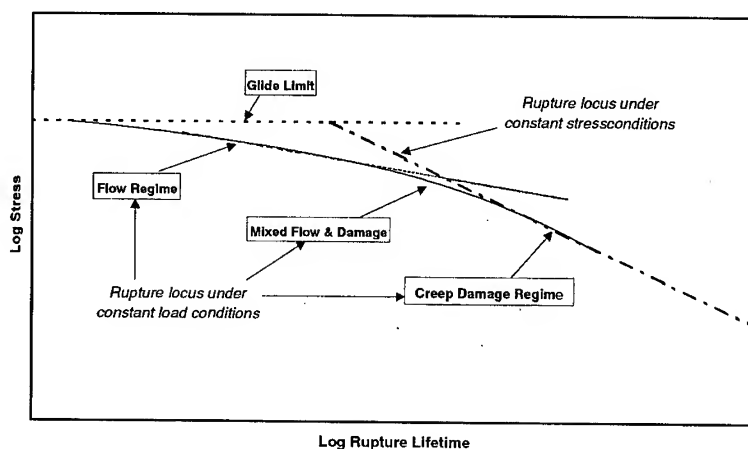 Glide Limit
Rupture locus under
constant stressconditions
Flow Regime
Mixed Flow & Damage
Rupture locus under
constant load conditions
Creep Damage Regime
Log Stress
Log Rupture Lifetime